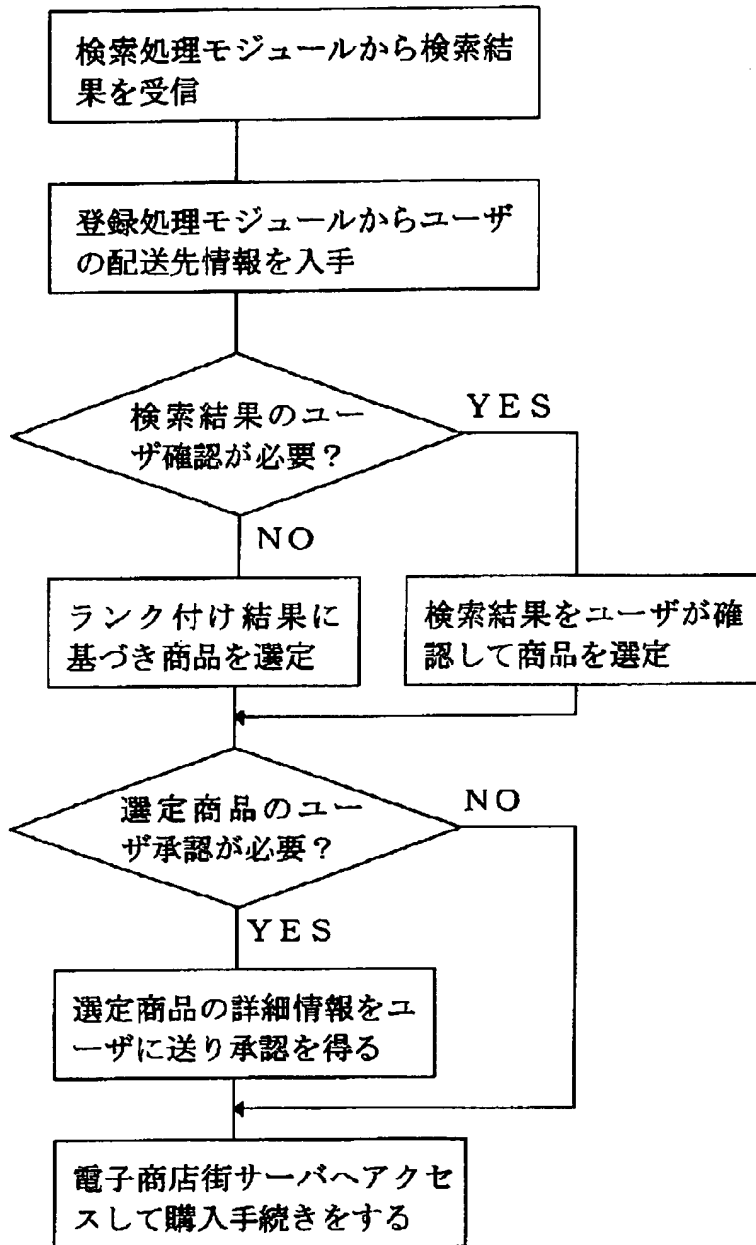 検索処理モジュールから検索結
果を受信
登録処理モジュールからユーザ
の配送先情報を入手
検索結果のユー
ザ確認が必要？
YES
NO
ランク付け結果に
基づき商品を選定
検索結果をユーザが確
認して商品を選定
選定商品のユー
ザ承認が必要？
NO
YES
選定商品の詳細情報をユ
ーザに送り承認を得る
電子商店街サーバへアクセ
スして購入手続きをする